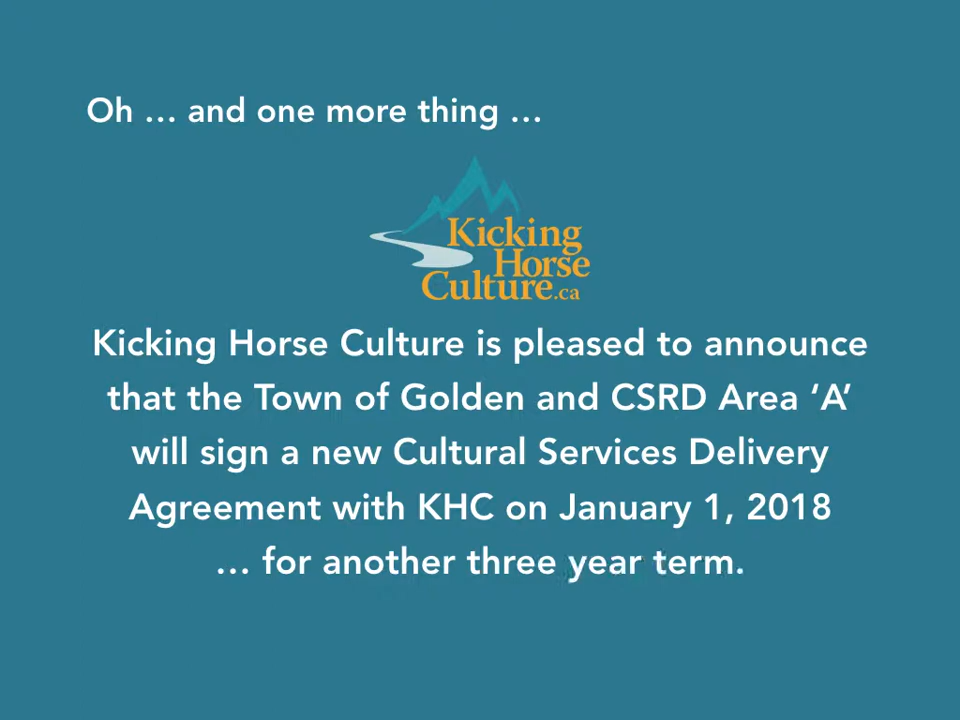 Oh … and one more thing …
Kicking
Horse
Culture.ca
Kicking Horse Culture is pleased to announce
that the Town of Golden and CSRD Area ‘A’
will sign a new Cultural Services Delivery
Agreement with KHC on January 1, 2018
… for another three year term.